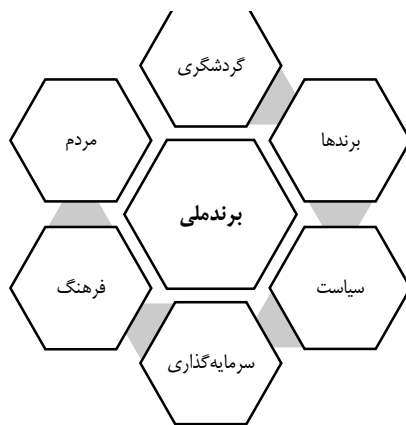 گردشگری
برندها
مردم
برندملی
سیاست
فرهنگ
سرمایه‌گذاری